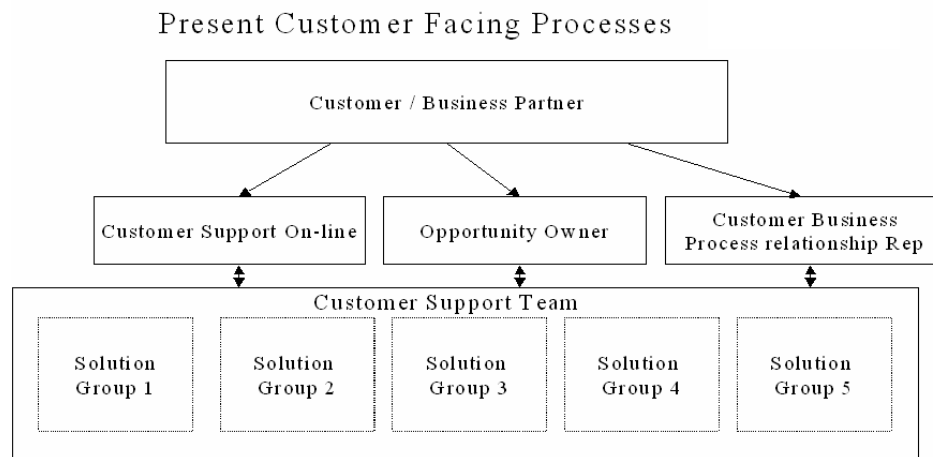 Present Customer Facing Processes
Customer / Business Partner
Customer Support On-line
Opportunity Owner
Customer Business
Process relationship Rep
Customer Support Team
Solution
Group 1
Solution
Group 2
Solution
Group 3
Solution
Group 4
Solution
Group 5